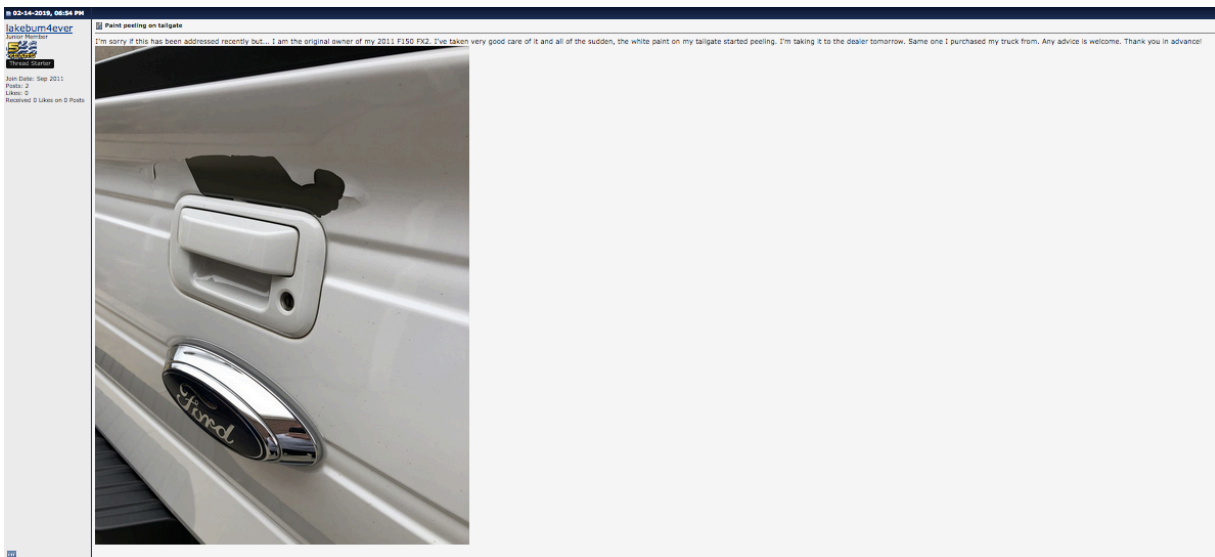 02-14-2019, 06:54 PM
lakebum4ever
Junior Member
Thread Starter
Join Date: Sep 2011
Posts: 2
Likes: 0
Received 0 Likes on 0 Posts
Paint peeling on tailgate
I'm sorry if this has been addressed recently but... I am the original owner of my 2011 F150 FX2. I've taken very good care of it and all of the sudden, the white paint on my tailgate started peeling. I'm taking it to the dealer tomorrow. Same one I purchased my truck from. Any advice is welcome. Thank you in advance!
Ford